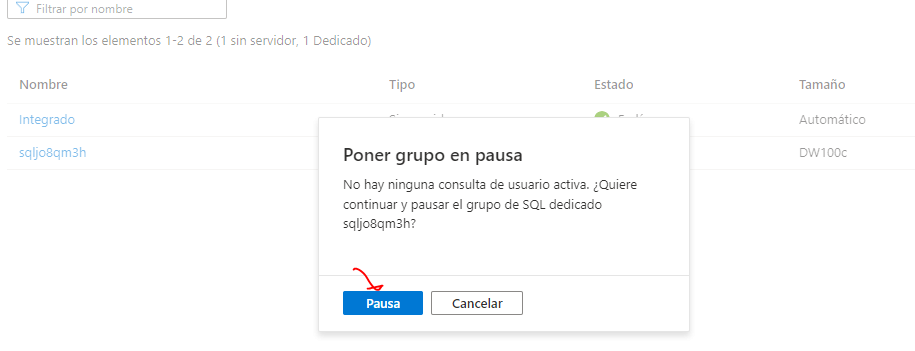 Filtrar por nombre
Se muestran los elementos 1-2 de 2 (1 sin servidor, 1 Dedicado)
Nombre Tipo Estado Tamaño
Integrado Automático
sqljo8qm3h DW100c
Poner grupo en pausa
No hay ninguna consulta de usuario activa. ¿Quiere
continuar y pausar el grupo de SQL dedicado
sqljo8qm3h?
Pausa Cancelar